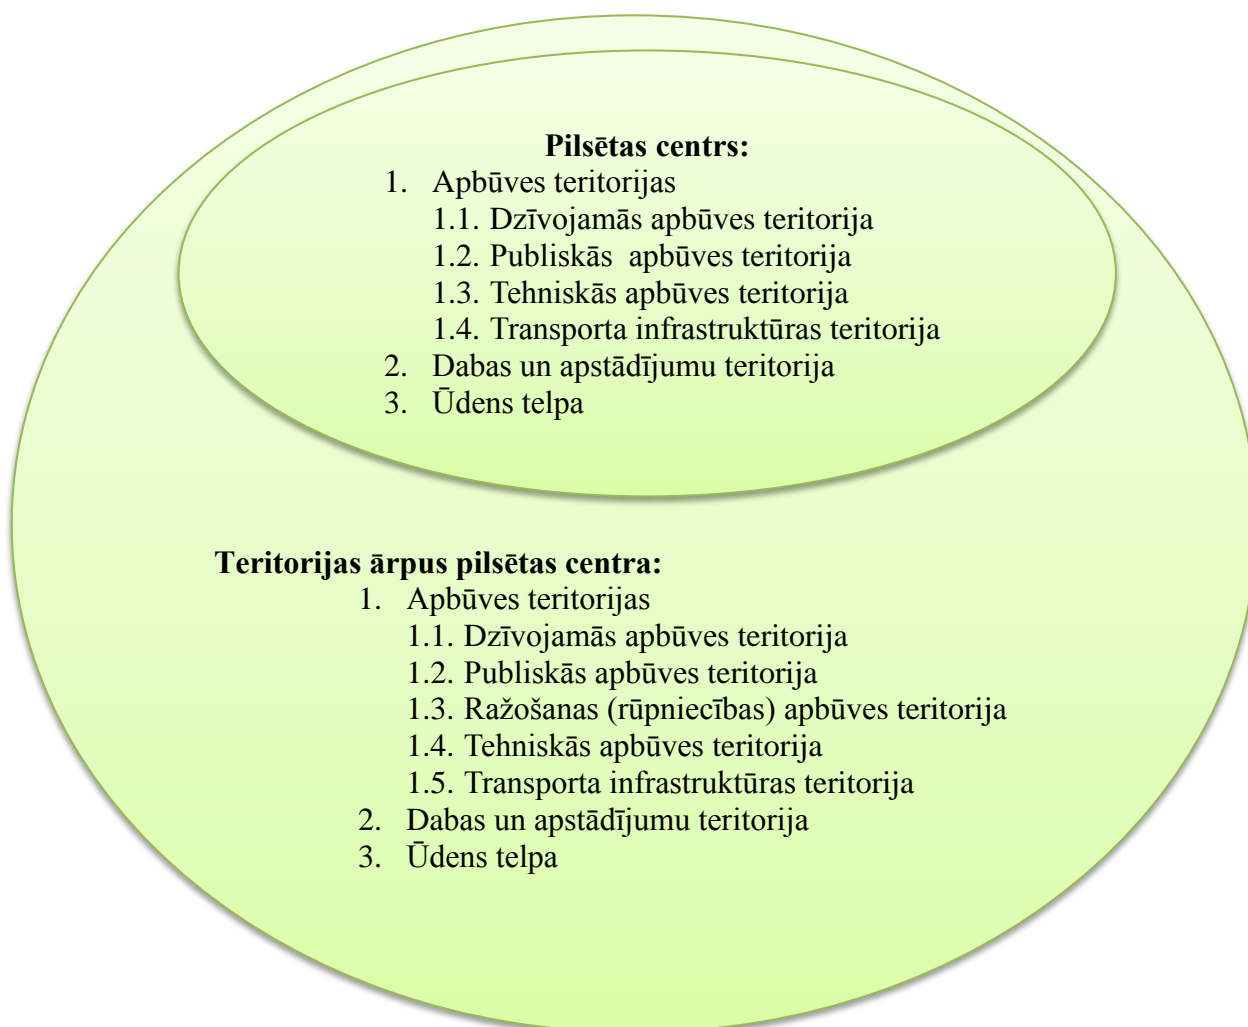 Pilsētas centrs:
1. Apbūves teritorijas
1.1. Dzīvojamās apbūves teritorija
1.2. Publiskās  apbūves teritorija
1.3. Tehniskās apbūves teritorija
1.4. Transporta infrastruktūras teritorija
2. Dabas un apstādījumu teritorija
3. Ūdens telpa
Teritorijas ārpus pilsētas centra:
1. Apbūves teritorijas
1.1. Dzīvojamās apbūves teritorija
1.2. Publiskās apbūves teritorija
1.3. Ražošanas (rūpniecības) apbūves teritorija
1.4. Tehniskās apbūves teritorija
1.5. Transporta infrastruktūras teritorija
2. Dabas un apstādījumu teritorija
3. Ūdens telpa